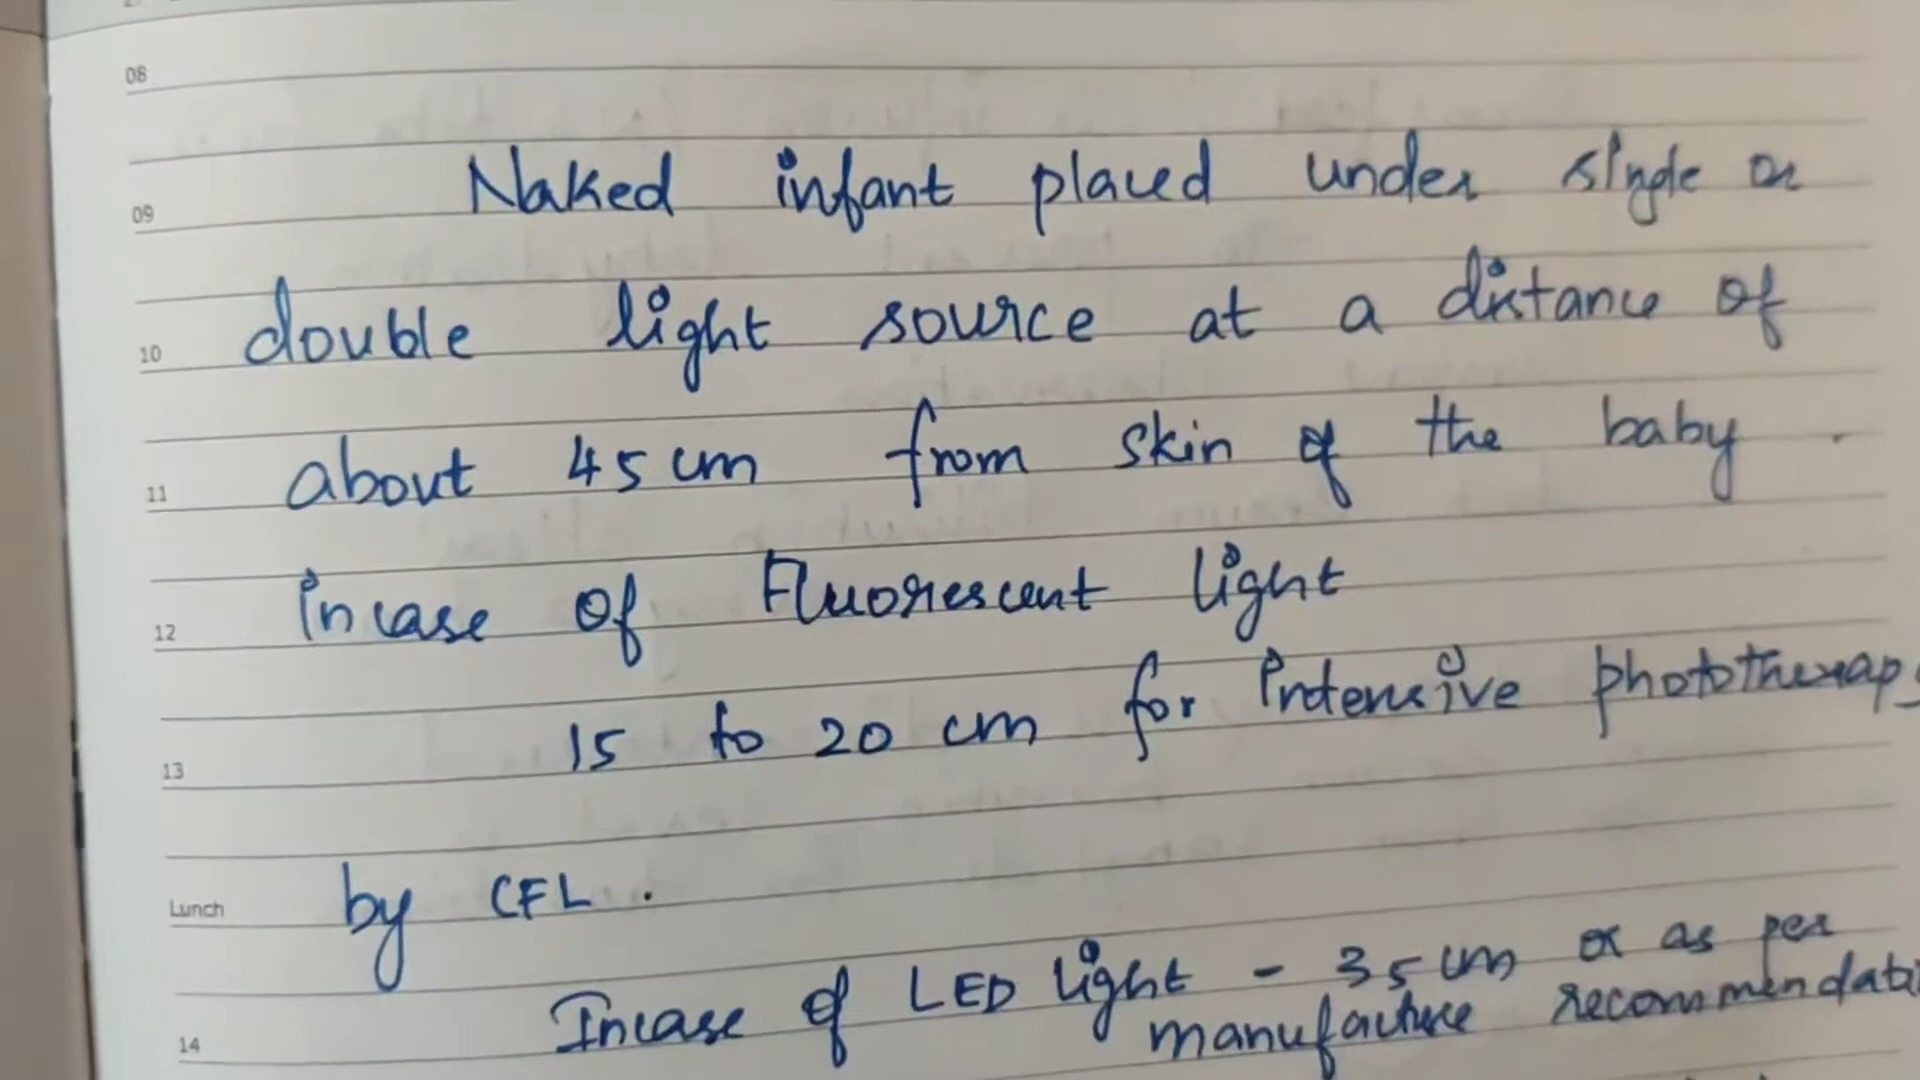 08
Naked infant placed under single or
09
double light source at a distance of
10
about 45 cm from skin of the baby.
11
incase of Fluorescent light
12
15 to 20 cm for intensive phototherapy
13
by CFL.
Lunch
Incase of LED light - 35 cm or as per
manufacture recommendati
14